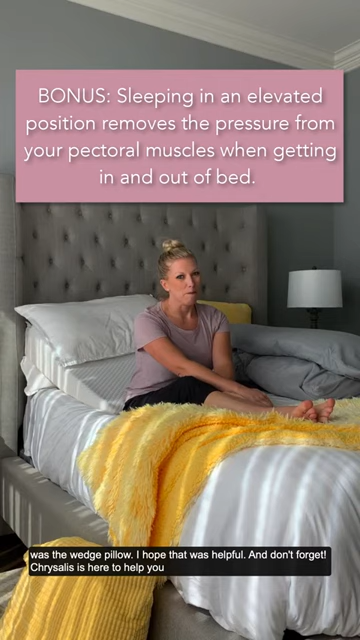 BONUS: Sleeping in an elevated
position removes the pressure from
your pectoral muscles when getting
in and out of bed.
was the wedge pillow. I hope that was helpful. And don't forget!
Chrysalis is here to help you